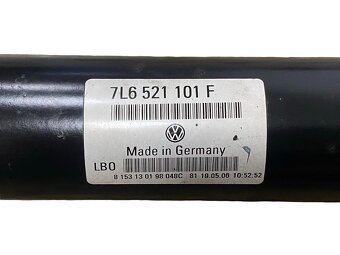 7L6 521 101 F
Made in Germany
LBO
8 153 13 01 98 048C 81 19.05.06 10:52:52